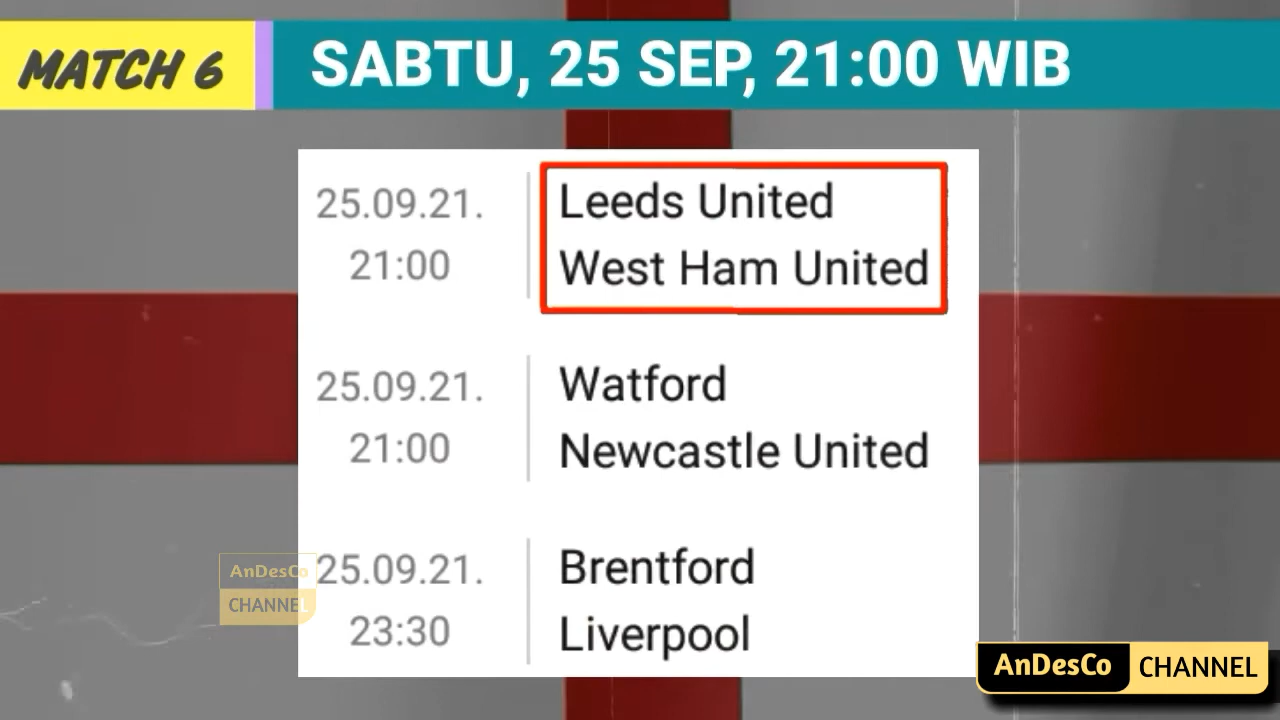 MATCH 6
SABTU, 25 SEP, 21:00 WIB
25.09.21.
21:00
Leeds United
West Ham United
25.09.21.
21:00
Watford
Newcastle United
25.09.21.
23:30
Brentford
Liverpool
AnDesCo
CHANNEL
AnDesCo CHANNEL